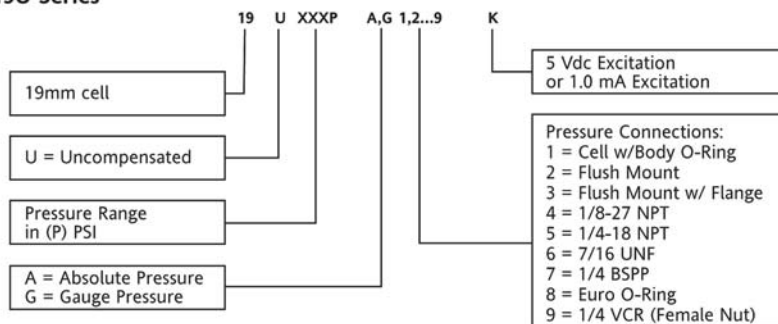 19 U XXXP A,G 1,2...9 K
19mm cell
U = Uncompensated
Pressure Range
in (P) PSI
A = Absolute Pressure
G = Gauge Pressure
5 Vdc Excitation
or 1.0 mA Excitation
Pressure Connections:
1 = Cell w/Body O-Ring
2 = Flush Mount
3 = Flush Mount w/ Flange
4 = 1/8-27 NPT
5 = 1/4-18 NPT
6 = 7/16 UNF
7 = 1/4 BSPP
8 = Euro O-Ring
9 = 1/4 VCR (Female Nut)